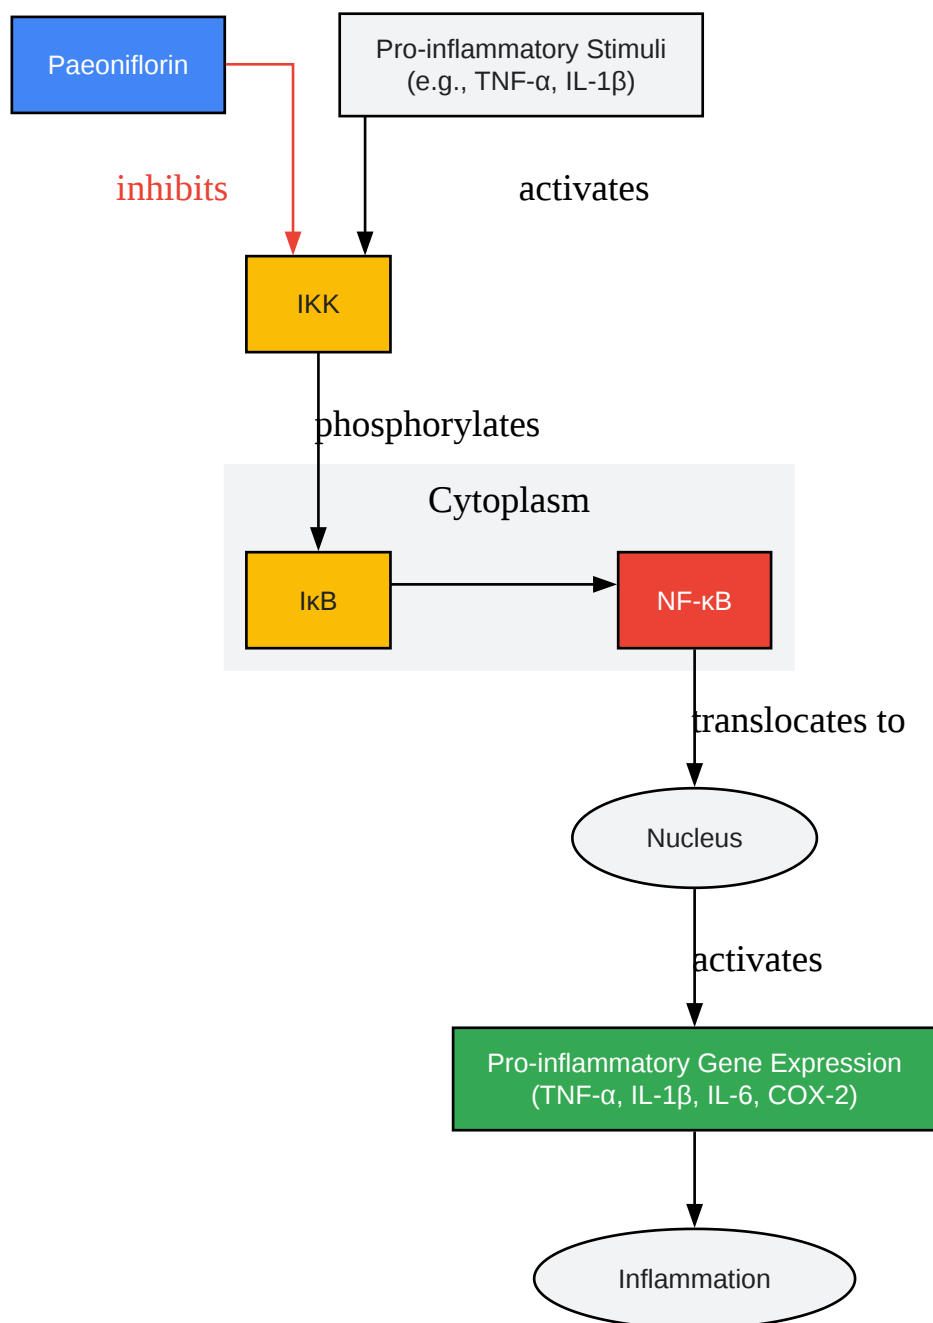 Paeoniflorin
Pro-inflammatory Stimuli
(e.g., TNF-α, IL-1β)
inhibits
activates
IKK
phosphorylates
Cytoplasm
IκB
NF-κB
translocates to
Nucleus
activates
Pro-inflammatory Gene Expression
(TNF-α, IL-1β, IL-6, COX-2)
Inflammation